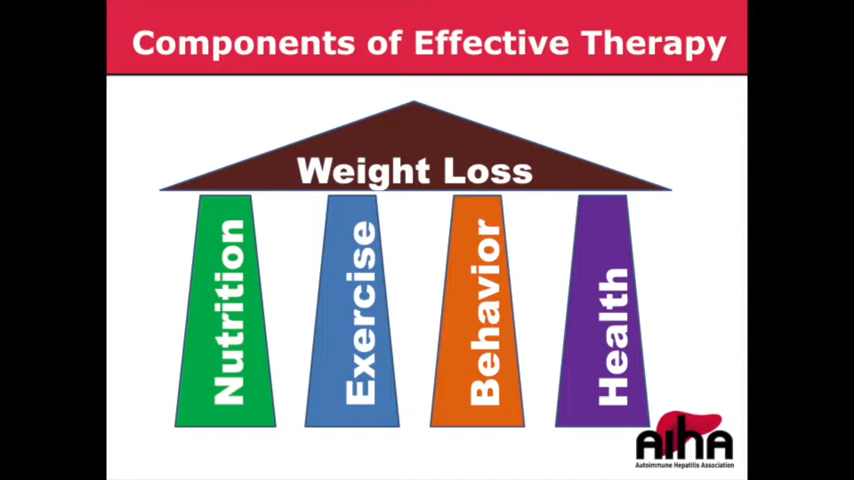 Components of Effective Therapy
Weight Loss
Nutrition
Exercise
Behavior
Health
AIHA
Autoimmune Hepatitis Association